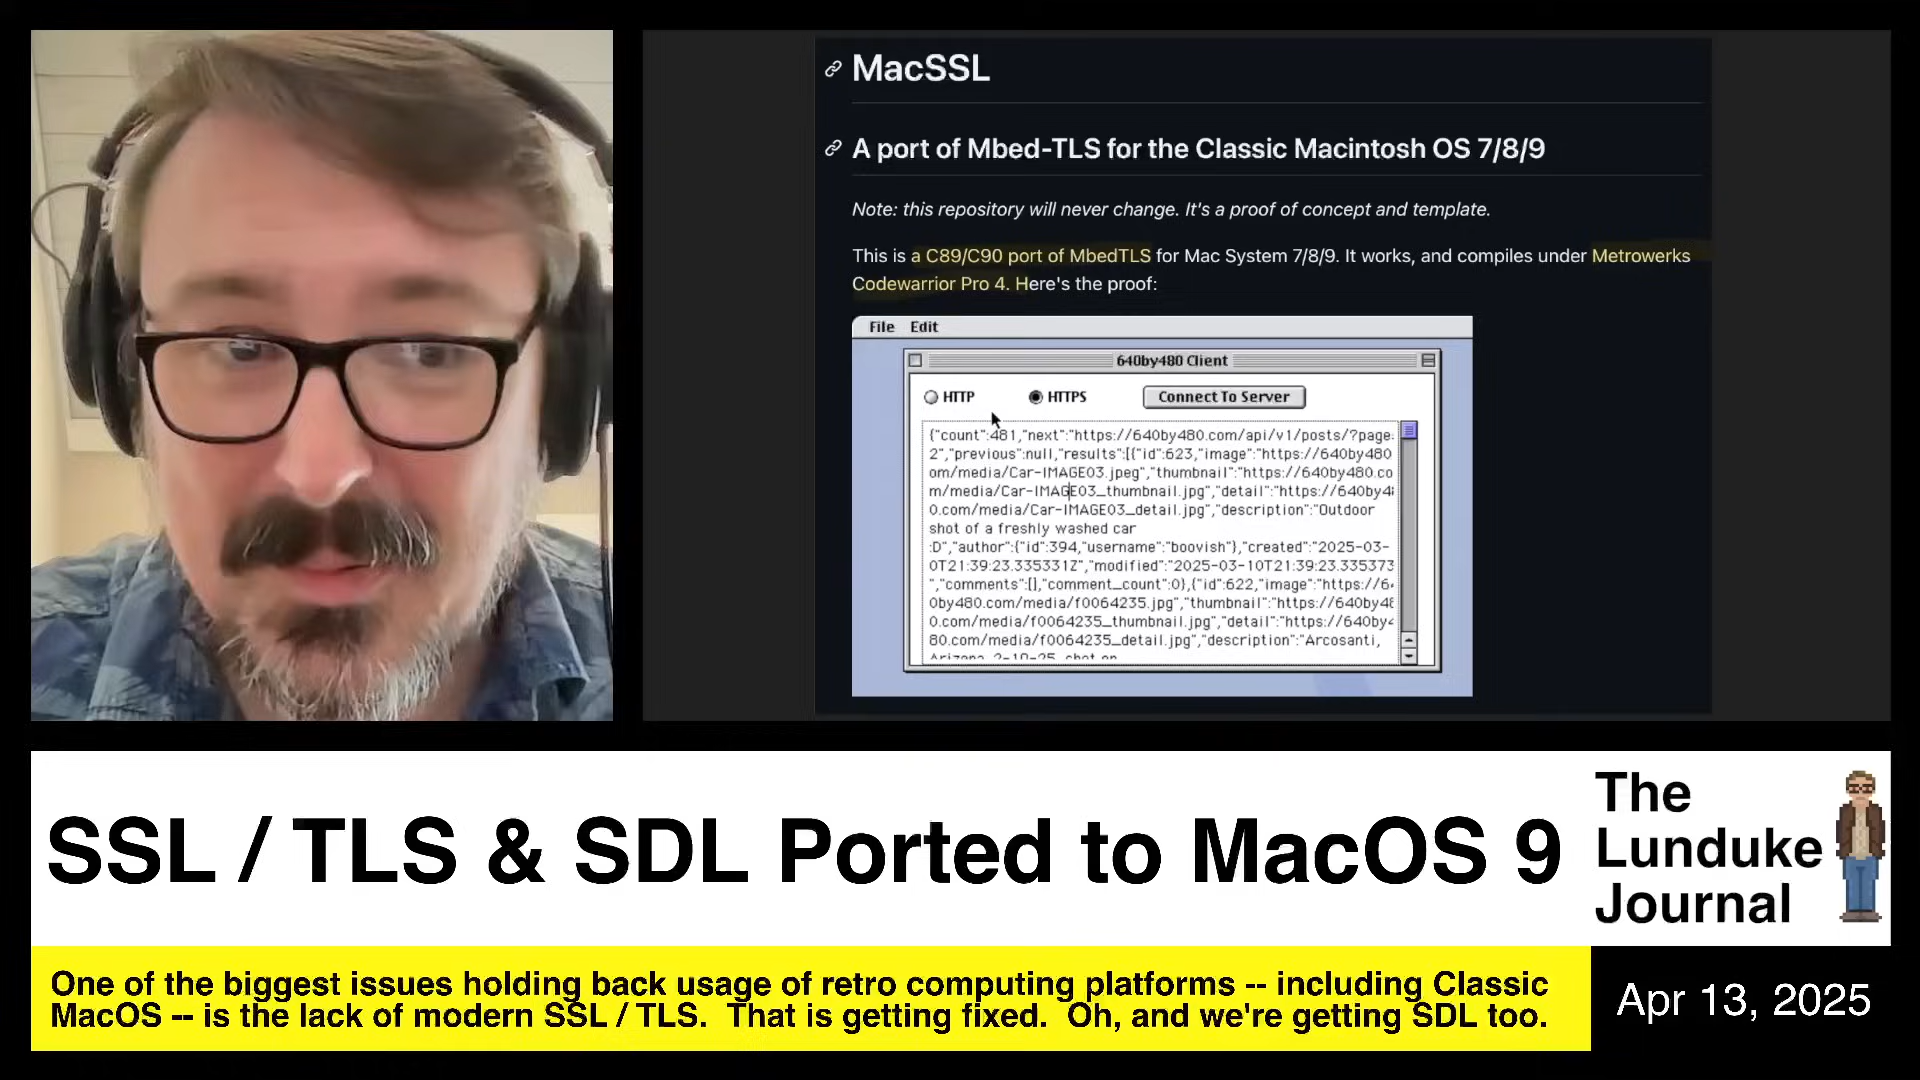 MacSSL
A port of Mbed-TLS for the Classic Macintosh OS 7/8/9
Note: this repository will never change. It's a proof of concept and template.
This is a C89/C90 port of MbedTLS for Mac System 7/8/9. It works, and compiles under Metrowerks
Codewarrior Pro 4. Here's the proof:
File Edit
640by480 Client
HTTP HTTPS Connect To Server
{"count":481,"next":"https://640by480.com/api/v1/posts/?page:
2","previous":null,"results":[{"id":623,"image":"https://640by480
om/media/Car-IMAGE03.jpeg","thumbnail":"https://640by480.co
m/media/Car-IMAGE03_thumbnail.jpg","detail":"https://640by4
0.com/media/Car-IMAGE03_detail.jpg","description":"Outdoor
shot of a freshly washed car
:D","author":{"id":394,"username":"boovish"},"created":"2025-03-
0T21:39:23.335331Z","modified":"2025-03-10T21:39:23.335373
","comments":[],"comment_count":0},{"id":622,"image":"https://6
0by480.com/media/f0064235.jpg","thumbnail":"https://640by48
0.com/media/f0064235_thumbnail.jpg","detail":"https://640by
80.com/media/f0064235_detail.jpg","description":"Arcosanti,
Arizona, 2-10-25, shot on
SSL / TLS & SDL Ported to MacOS 9
The
Lunduke
Journal
One of the biggest issues holding back usage of retro computing platforms -- including Classic
MacOS -- is the lack of modern SSL / TLS. That is getting fixed. Oh, and we're getting SDL too.
Apr 13, 2025